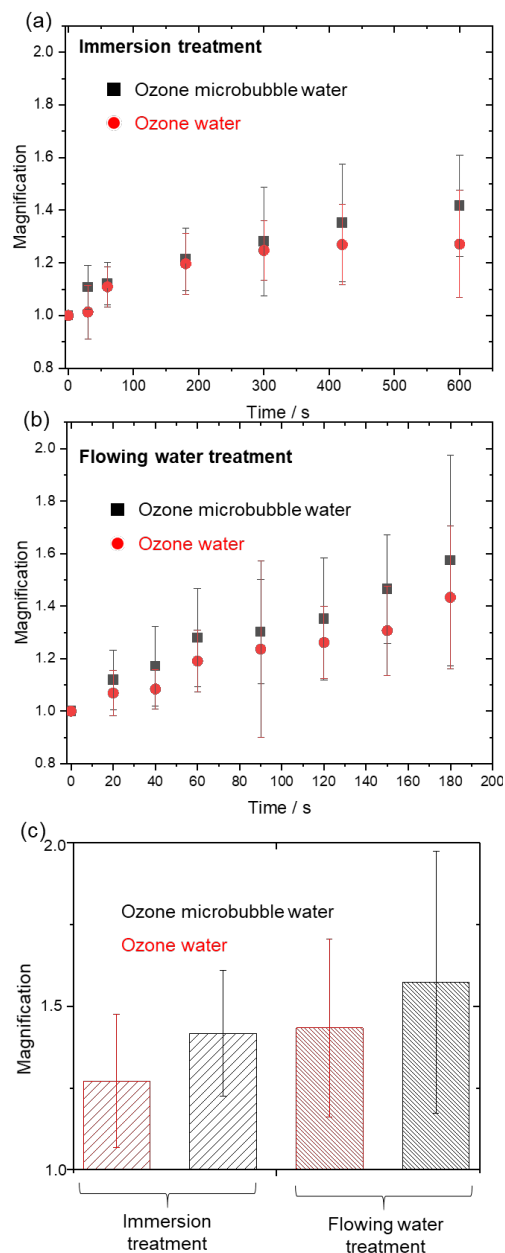 (a)
Immersion treatment
Ozone microbubble water
Ozone water
Magnification
2.0
1.8
1.6
1.4
1.2
1.0
0.8
0 100 200 300 400 500 600
Time / s
(b)
Flowing water treatment
Ozone microbubble water
Ozone water
Magnification
2.0
1.8
1.6
1.4
1.2
1.0
0.8
0 20 40 60 80 100 120 140 160 180 200
Time / s
(c)
Ozone microbubble water
Ozone water
Magnification
2.0
1.5
1.0
Immersion
treatment
Flowing water
treatment